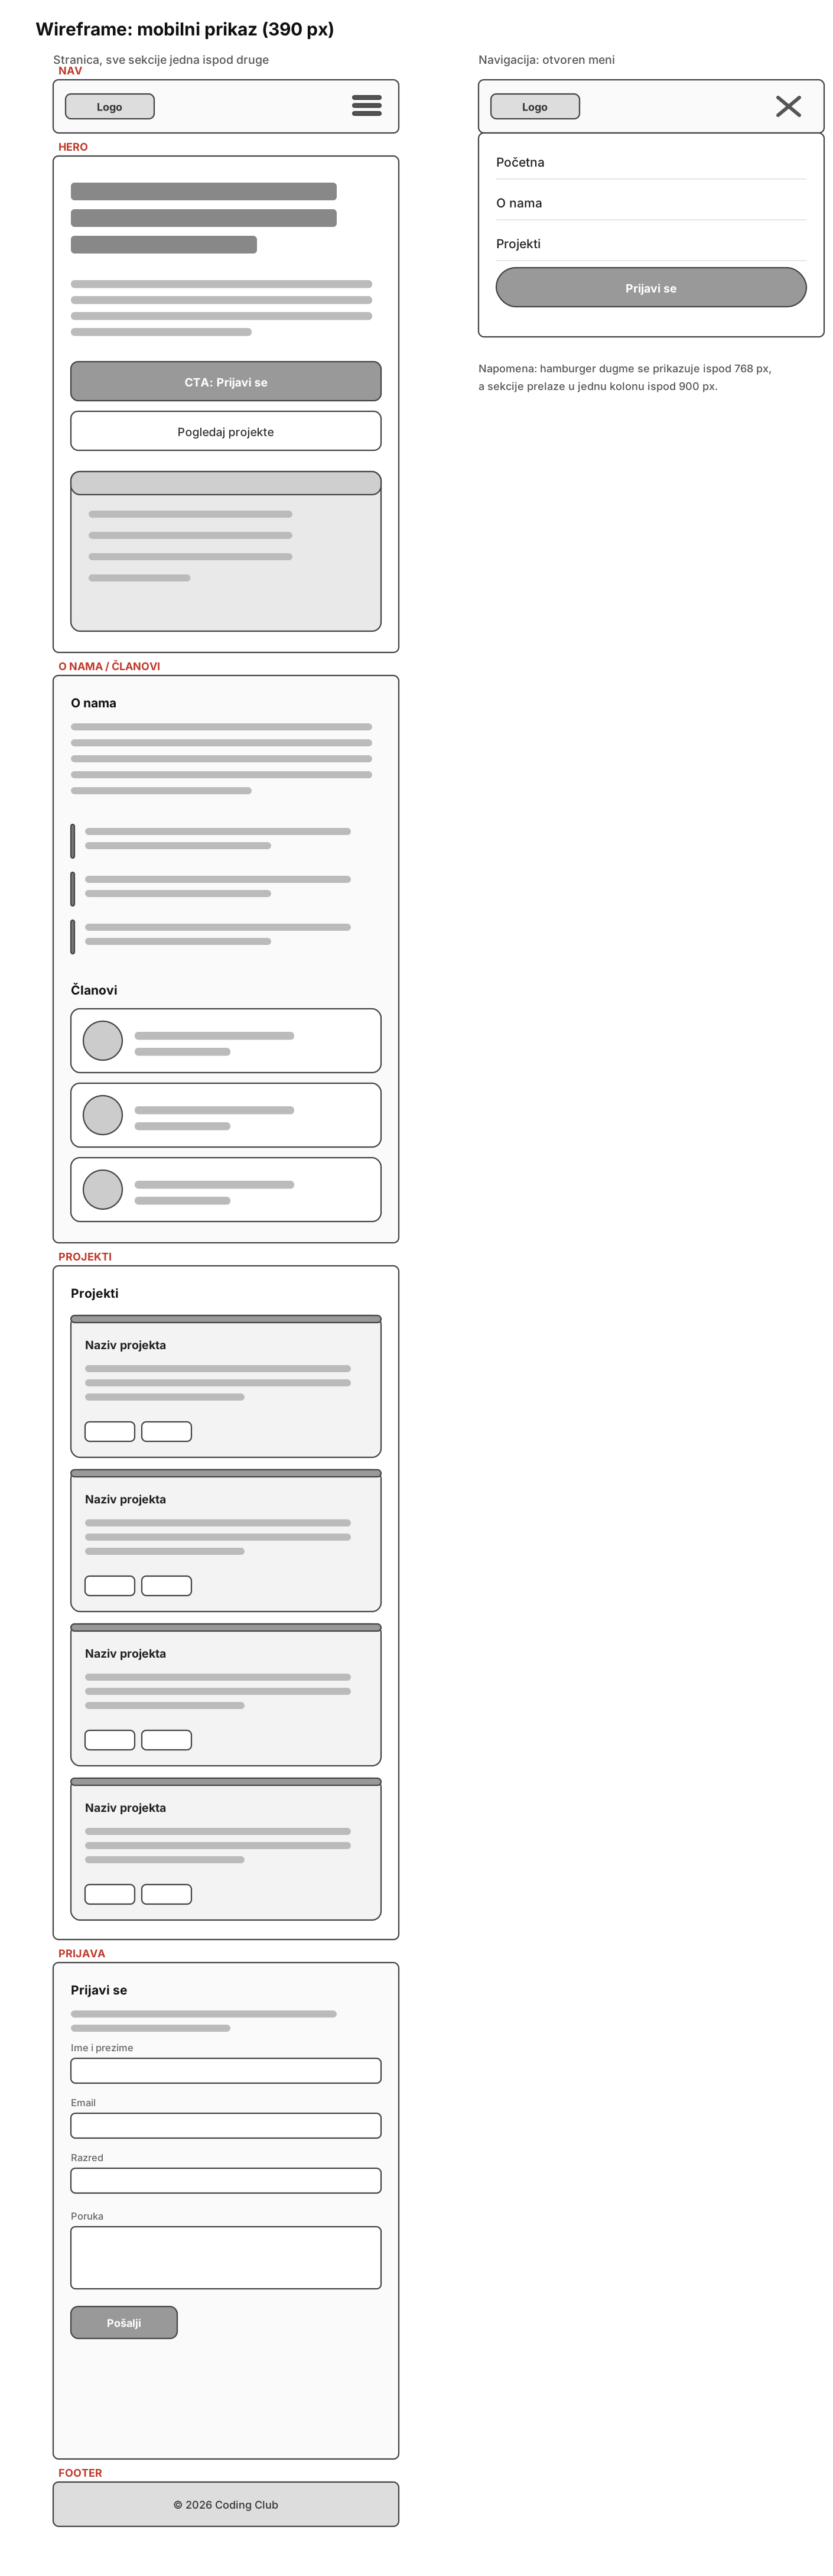 Wireframe: mobilni prikaz (390 px)
Stranica, sve sekcije jedna ispod druge
NAV
Logo
HERO
CTA: Prijavi se
Pogledaj projekte
O NAMA / ČLANOVI
O nama
Članovi
PROJEKTI
Projekti
Naziv projekta
Naziv projekta
Naziv projekta
Naziv projekta
PRIJAVA
Prijavi se
Ime i prezime
Email
Razred
Poruka
Pošalji
FOOTER
© 2026 Coding Club
Navigacija: otvoren meni
Logo
Početna
O nama
Projekti
Prijavi se
Napomena: hamburger dugme se prikazuje ispod 768 px,
a sekcije prelaze u jednu kolonu ispod 900 px.